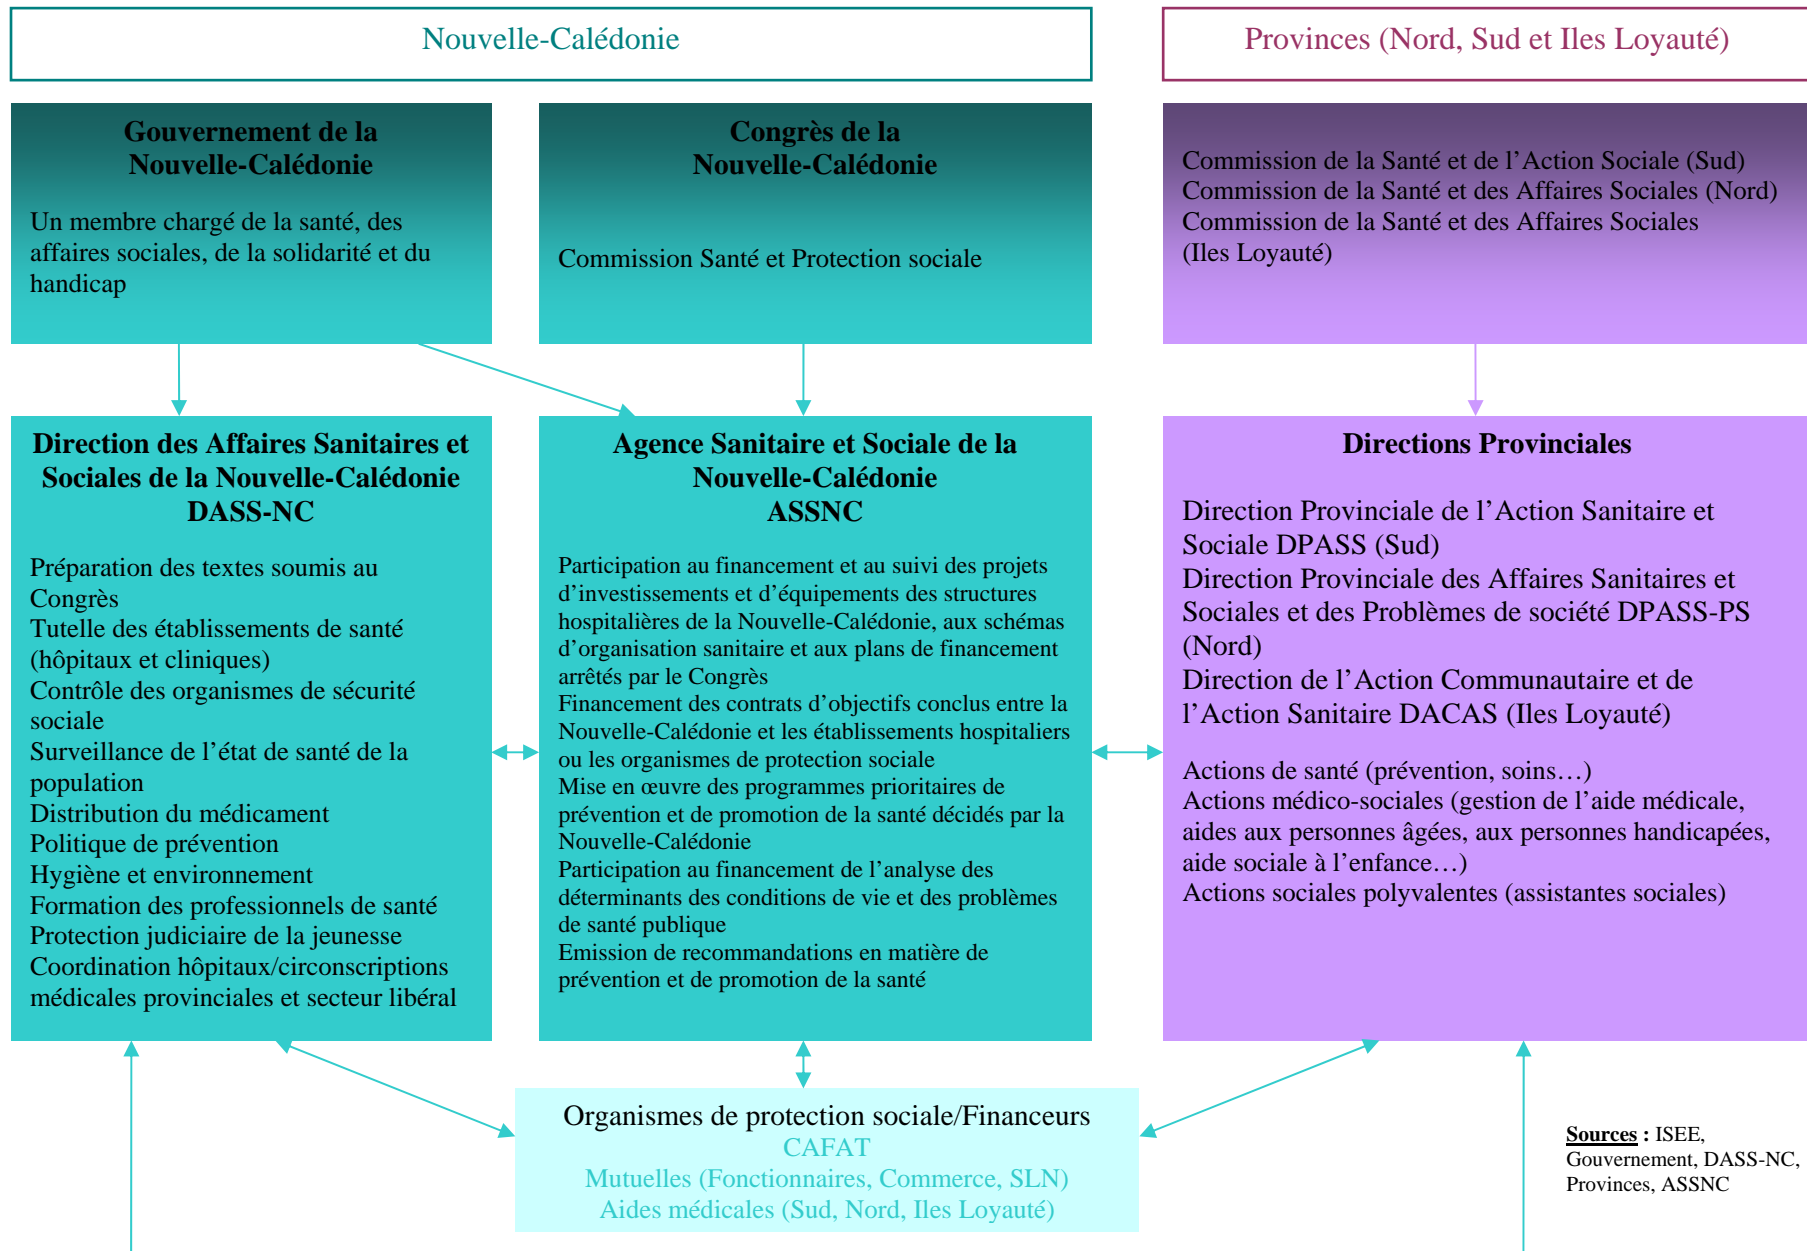 Nouvelle-Calédonie
Provinces (Nord, Sud et Iles Loyauté)
Gouvernement de la
Nouvelle-Calédonie
Un membre chargé de la santé, des
affaires sociales, de la solidarité et du
handicap
Congrès de la
Nouvelle-Calédonie
Commission Santé et Protection sociale
Commission de la Santé et de l’Action Sociale (Sud)
Commission de la Santé et des Affaires Sociales (Nord)
Commission de la Santé et des Affaires Sociales
(Iles Loyauté)
Direction des Affaires Sanitaires et
Sociales de la Nouvelle-Calédonie
DASS-NC
Préparation des textes soumis au
Congrès
Tutelle des établissements de santé
(hôpitaux et cliniques)
Contrôle des organismes de sécurité
sociale
Surveillance de l’état de santé de la
population
Distribution du médicament
Politique de prévention
Hygiène et environnement
Formation des professionnels de santé
Protection judiciaire de la jeunesse
Coordination hôpitaux/circonscriptions
médicales provinciales et secteur libéral
Agence Sanitaire et Sociale de la
Nouvelle-Calédonie
ASSNC
Participation au financement et au suivi des projets
d’investissements et d’équipements des structures
hospitalières de la Nouvelle-Calédonie, aux schémas
d’organisation sanitaire et aux plans de financement
arrêtés par le Congrès
Financement des contrats d’objectifs conclus entre la
Nouvelle-Calédonie et les établissements hospitaliers
ou les organismes de protection sociale
Mise en œuvre des programmes prioritaires de
prévention et de promotion de la santé décidés par la
Nouvelle-Calédonie
Participation au financement de l’analyse des
déterminants des conditions de vie et des problèmes
de santé publique
Emission de recommandations en matière de
prévention et de promotion de la santé
Directions Provinciales
Direction Provinciale de l’Action Sanitaire et
Sociale DPASS (Sud)
Direction Provinciale des Affaires Sanitaires et
Sociales et des Problèmes de société DPASS-PS
(Nord)
Direction de l’Action Communautaire et de
l’Action Sanitaire DACAS (Iles Loyauté)
Actions de santé (prévention, soins…)
Actions médico-sociales (gestion de l’aide médicale,
aides aux personnes âgées, aux personnes handicapées,
aide sociale à l’enfance…)
Actions sociales polyvalentes (assistantes sociales)
Organismes de protection sociale/Financeurs
CAFAT
Mutuelles (Fonctionnaires, Commerce, SLN)
Aides médicales (Sud, Nord, Iles Loyauté)
Sources : ISEE,
Gouvernement, DASS-NC,
Provinces, ASSNC